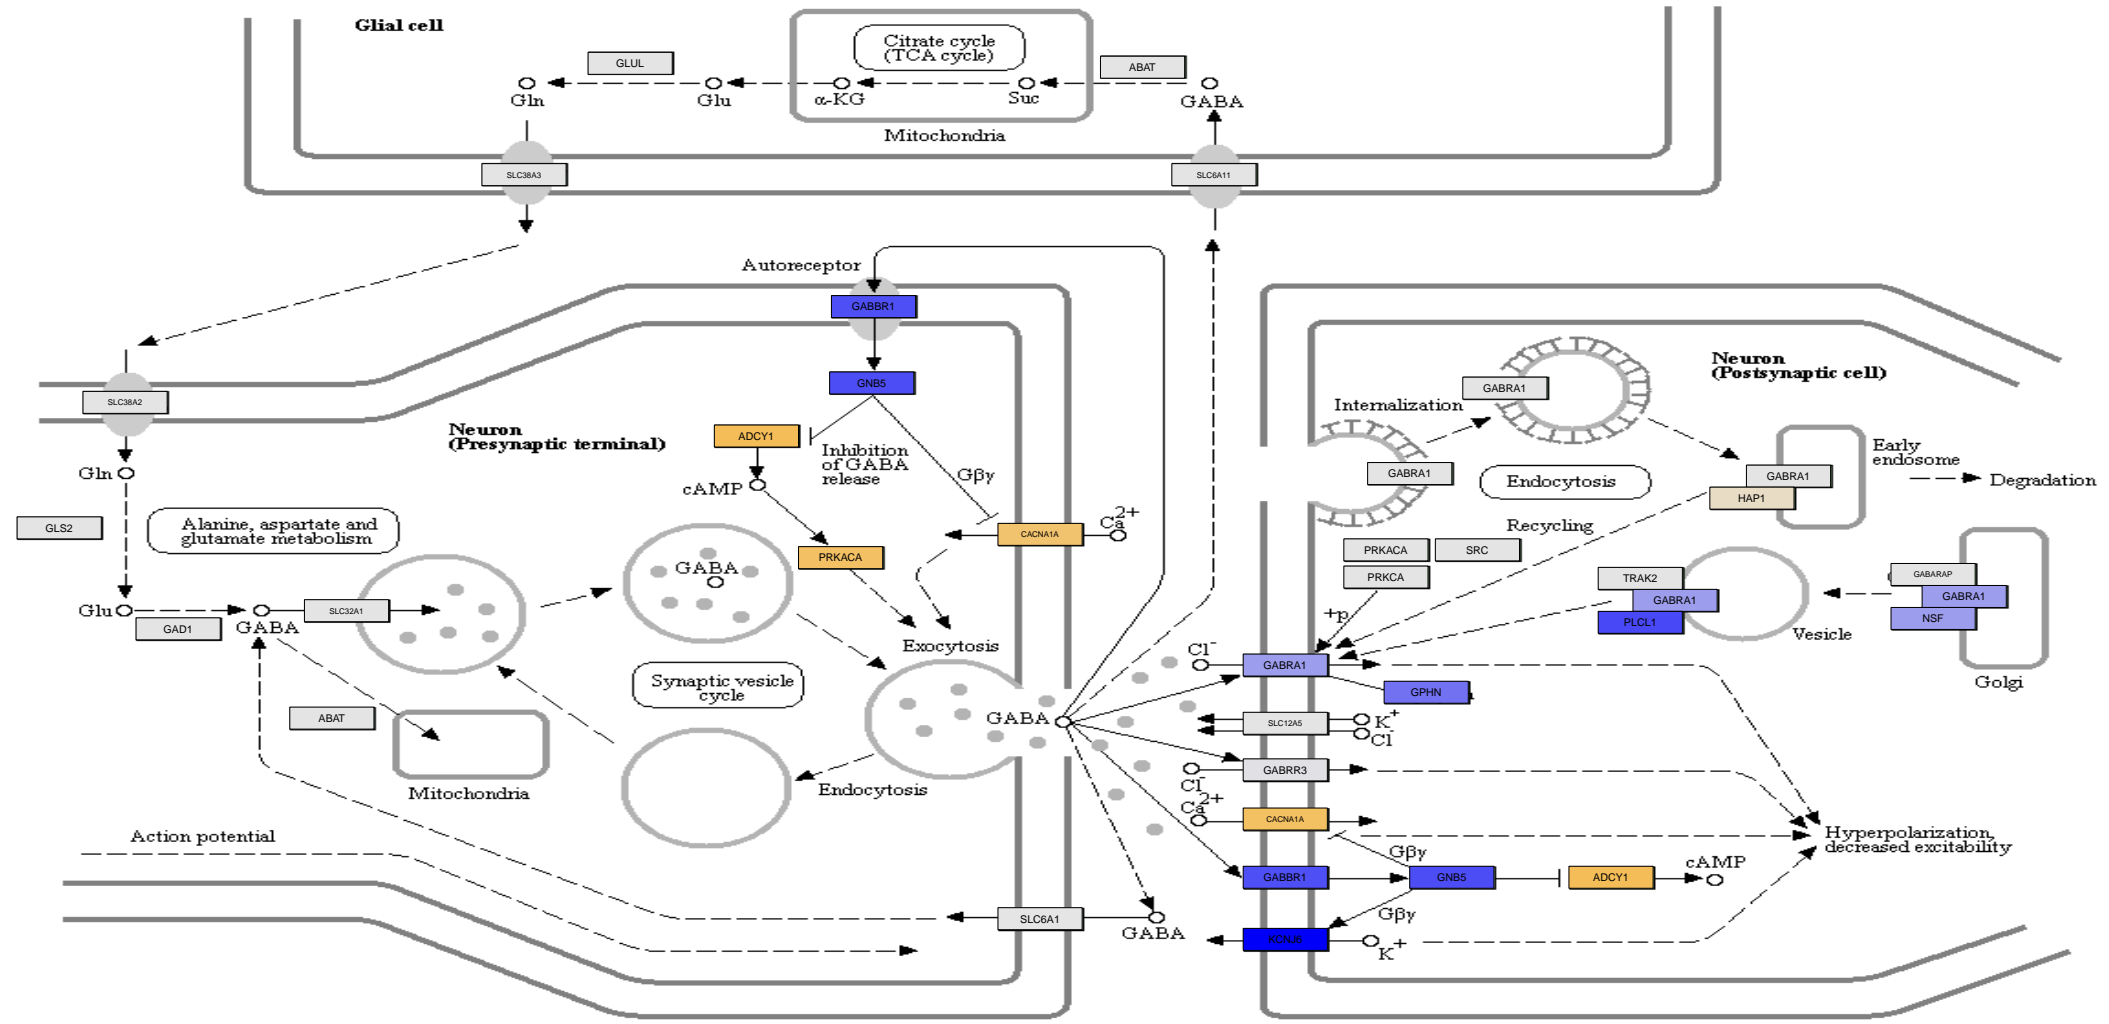 Glial cell
Citrate cycle
(TCA cycle)
GLUL
ABAT
Gln
Glu
α-KG
Suc
GABA
Mitochondria
SLC38A3
SLC6A11
Autoreceptor
GABBR1
GNB5
SLC38A2
Neuron
(Presynaptic terminal)
ADCY1
Inhibition
of GABA
release
Gβγ
cAMP
Gln
GLS2
Alanine, aspartate and
glutamate metabolism
PRKACA
CACNA1A
Ca2+
GABA
Glu
GAD1
GABA
SLC32A1
Exocytosis
Synaptic vesicle
cycle
ABAT
Mitochondria
GABA
Endocytosis
Action potential
SLC6A1
GABA
Neuron
(Postsynaptic cell)
GABRA1
Internalization
GABRA1
Endocytosis
GABRA1
HAP1
Early
endosome
Degradation
Recycling
PRKACA
SRC
PRKCA
+p
TRAK2
GABRA1
PLCL1
Vesicle
GABARAP
GABRA1
NSF
Golgi
Cl-
GABRA1
GPHN
SLC12A5
K+
Cl-
GABRR3
Cl-
Ca2+
CACNA1A
Gβγ
Hyperpolarization,
decreased excitability
GABBR1
GNB5
ADCY1
cAMP
Gβγ
KCNJ6
K+